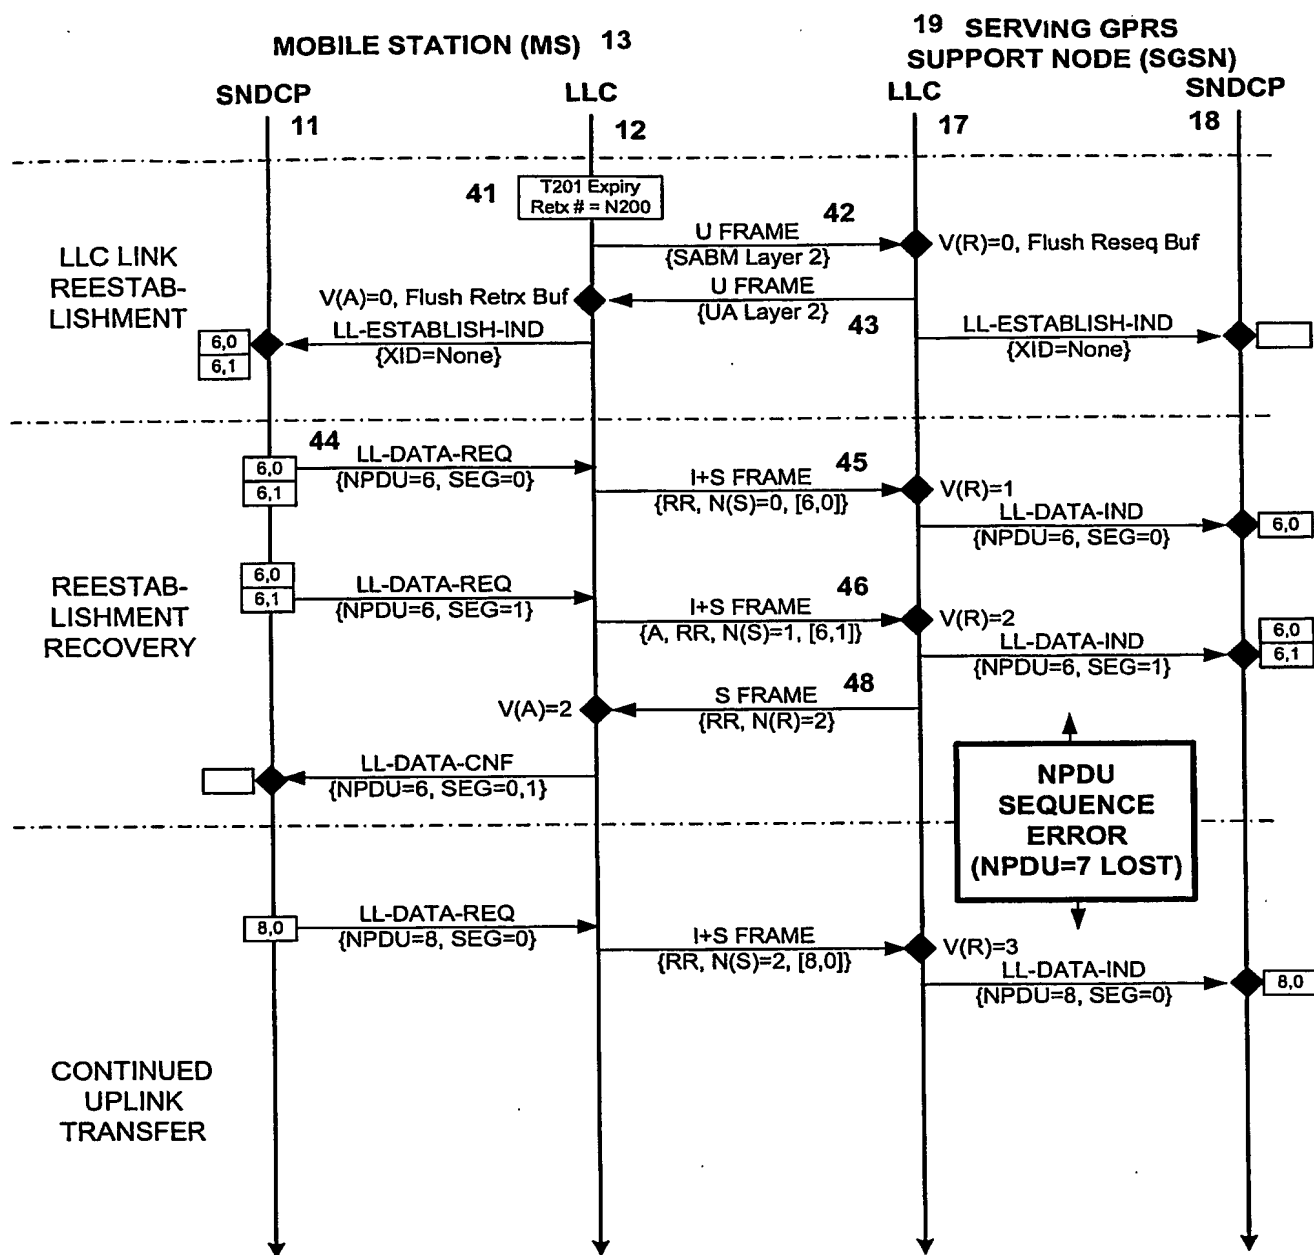 MOBILE STATION (MS) 13
19 SERVING GPRS
SUPPORT NODE (SGSN)
SNDCP
LLC
LLC
SNDCP
11
12
17
18
41
T201 Expiry
Retx # = N200
42
U FRAME
{SABM Layer 2}
V(R)=0, Flush Reseq Buf
LLC LINK
REESTAB-
LISHMENT
V(A)=0, Flush Retrx Buf
U FRAME
{UA Layer 2}
43
LL-ESTABLISH-IND
{XID=None}
6,0
6,1
LL-ESTABLISH-IND
{XID=None}
44
LL-DATA-REQ
{NPDU=6, SEG=0}
6,0
6,1
I+S FRAME
45
{RR, N(S)=0, [6,0]}
V(R)=1
LL-DATA-IND
{NPDU=6, SEG=0}
6,0
REESTAB-
LISHMENT
RECOVERY
6,0
6,1
LL-DATA-REQ
{NPDU=6, SEG=1}
I+S FRAME
46
{A, RR, N(S)=1, [6,1]}
V(R)=2
LL-DATA-IND
{NPDU=6, SEG=1}
6,0
6,1
S FRAME
48
{RR, N(R)=2}
V(A)=2
LL-DATA-CNF
{NPDU=6, SEG=0,1}
NPDU
SEQUENCE
ERROR
(NPDU=7 LOST)
8,0
LL-DATA-REQ
{NPDU=8, SEG=0}
I+S FRAME
{RR, N(S)=2, [8,0]}
V(R)=3
LL-DATA-IND
{NPDU=8, SEG=0}
8,0
CONTINUED
UPLINK
TRANSFER